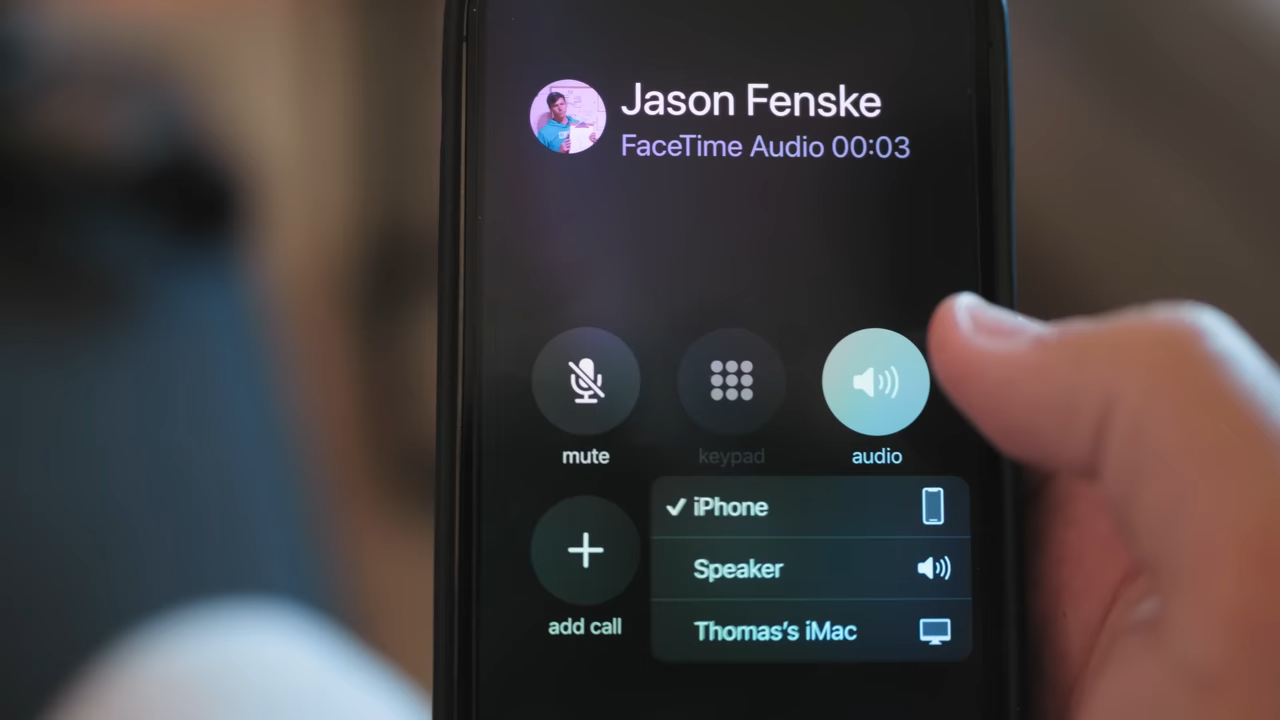 Jason Fenske
FaceTime Audio 00:03
mute
keypad
audio
iPhone
Speaker
add call
Thomas's iMac